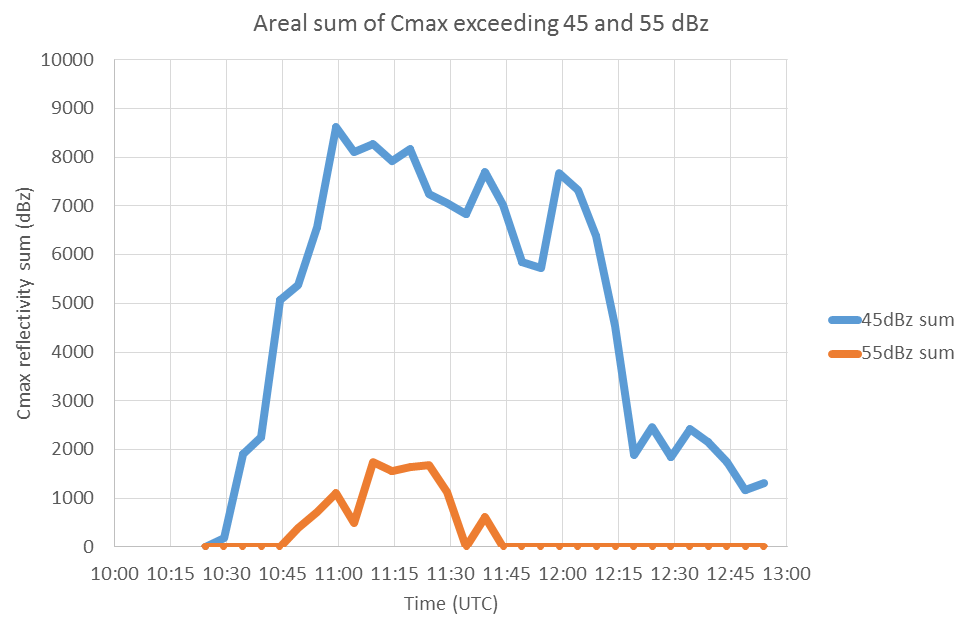 Areal sum of Cmax exceeding 45 and 55 dBz
10000
9000
8000
7000
6000
5000
4000
3000
2000
1000
0
Cmax reflectivity sum (dBz)
10:00 10:15 10:30 10:45 11:00 11:15 11:30 11:45 12:00 12:15 12:30 12:45 13:00
Time (UTC)
45dBz sum
55dBz sum